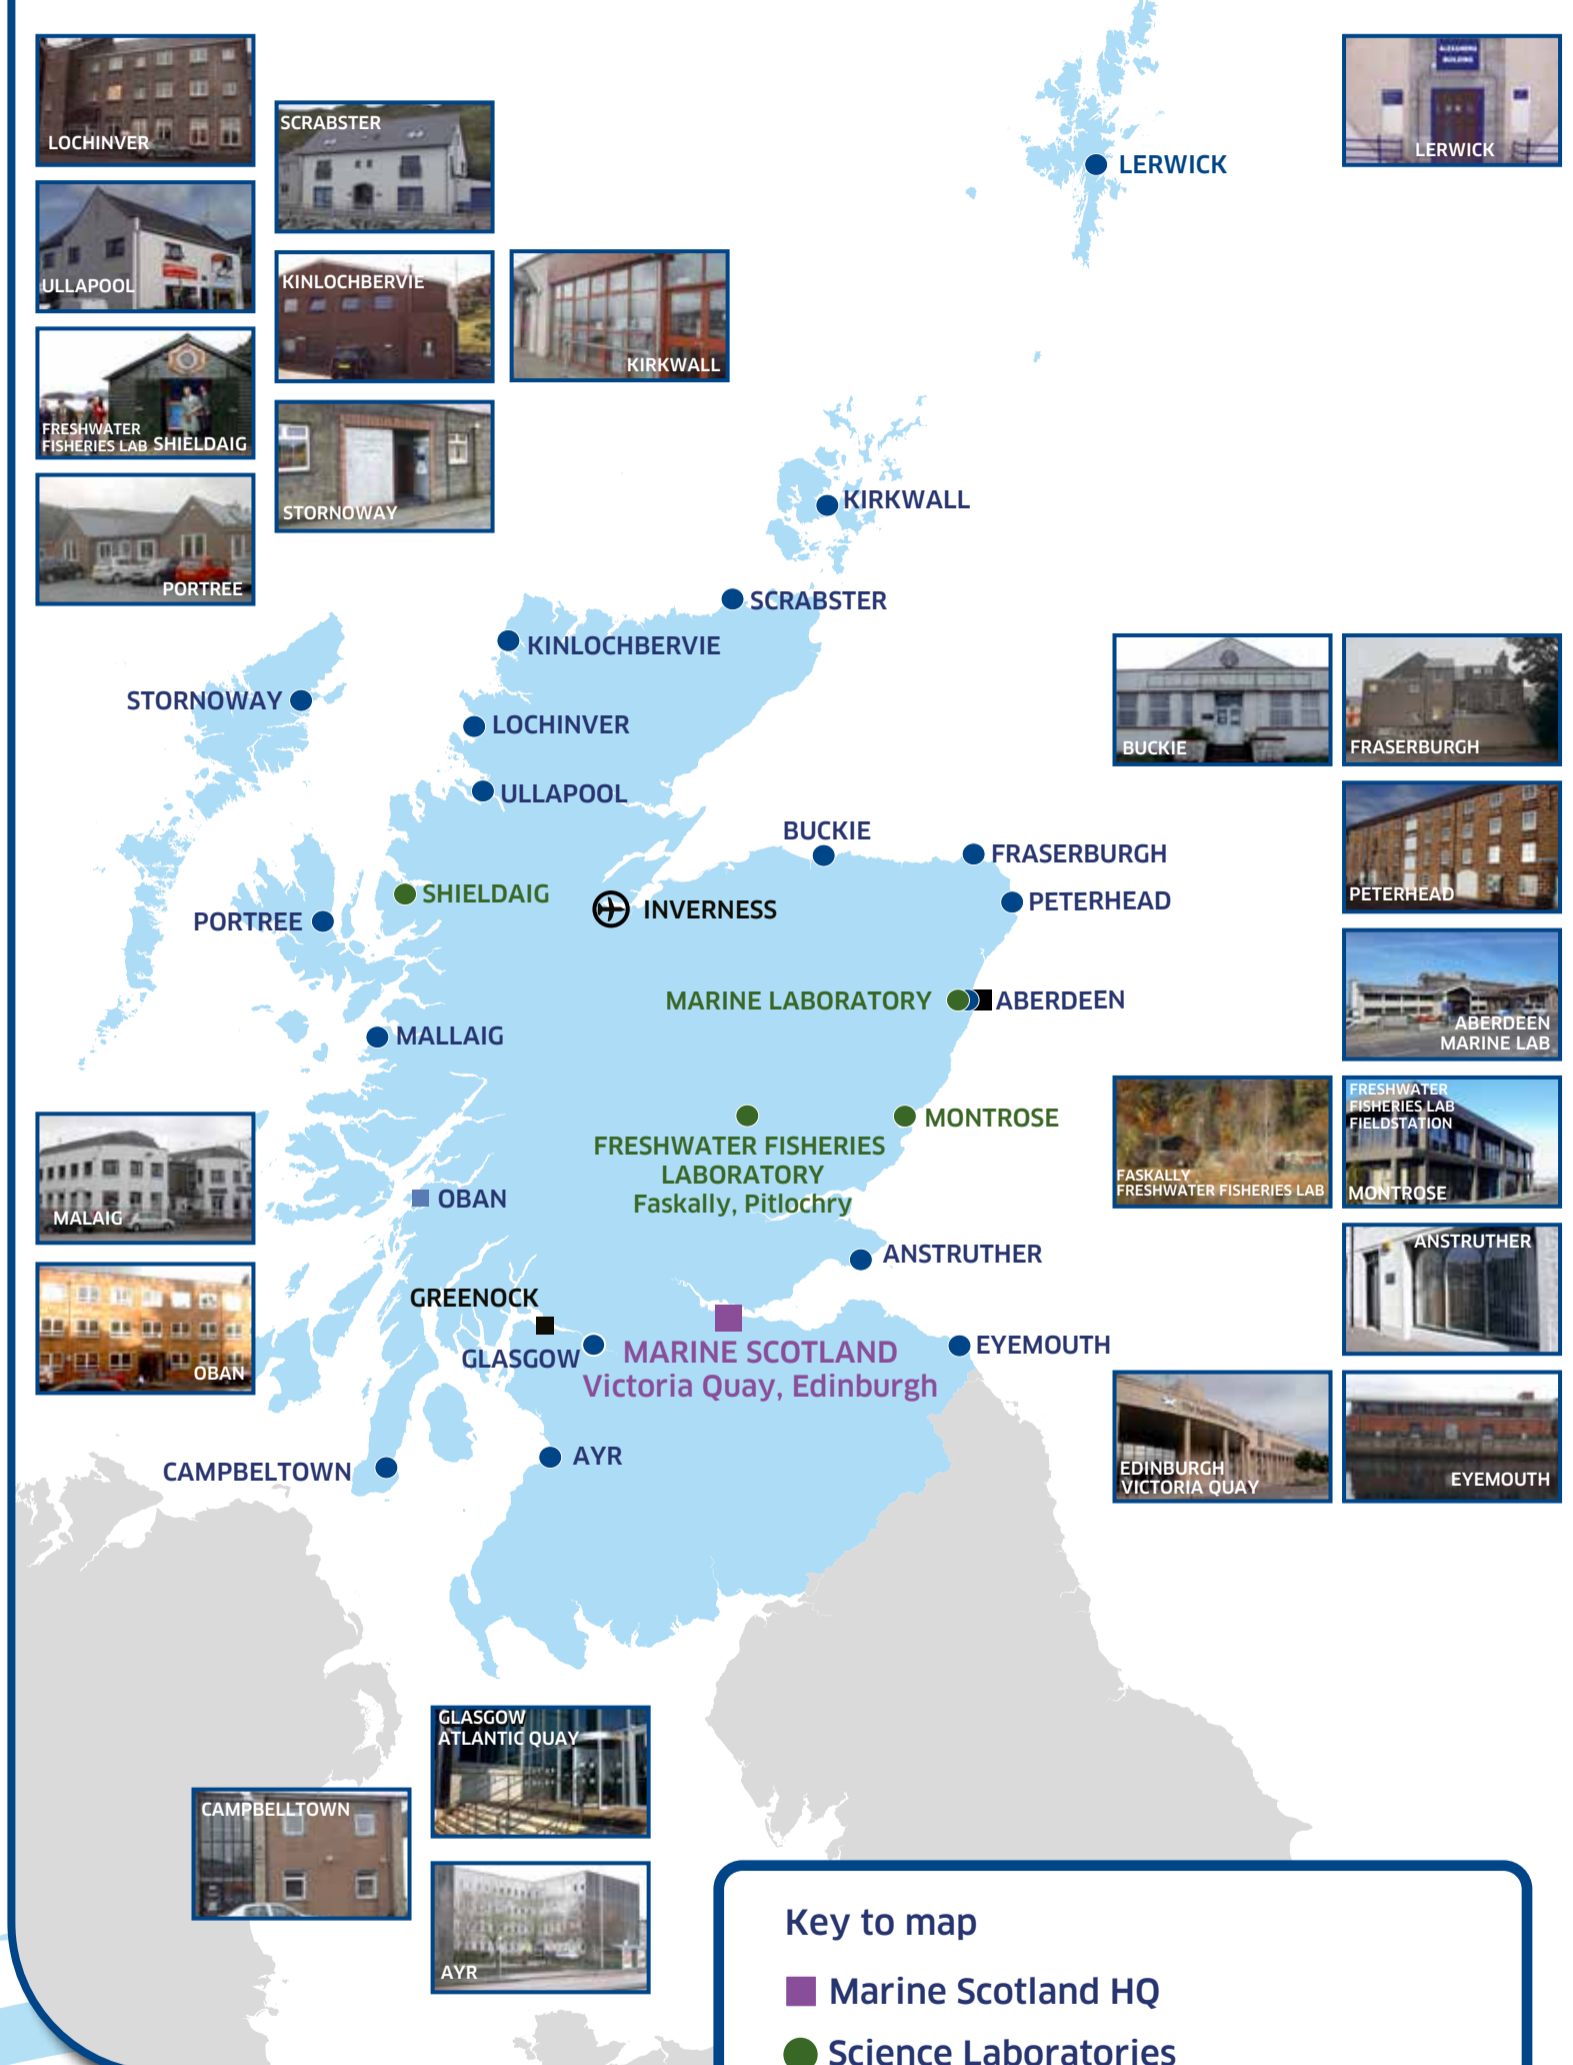 LOCHINVER
SCRABSTER
ALEXANDRA
BUILDING
LERWICK
LERWICK
ULLAPOOL
KINLOCHBERVIE
KIRKWALL
FRESHWATER
FISHERIES LAB SHIELDAIG
STORNOWAY
PORTREE
KIRKWALL
SCRABSTER
KINLOCHBERVIE
STORNOWAY
LOCHINVER
ULLAPOOL
BUCKIE
FRASERBURGH
BUCKIE
FRASERBURGH
PETERHEAD
SHIELDAIG
PORTREE
INVERNESS
PETERHEAD
MARINE LABORATORY
ABERDEEN
ABERDEEN
MARINE LAB
MALLAIG
FRESHWATER FISHERIES
LABORATORY
Faskally, Pitlochry
MONTROSE
FASKALLY
FRESHWATER FISHERIES LAB
FRESHWATER
FISHERIES LAB
FIELDSTATION
MONTROSE
MALAIG
OBAN
ANSTRUTHER
ANSTRUTHER
OBAN
GREENOCK
GLASGOW
MARINE SCOTLAND
Victoria Quay, Edinburgh
EYEMOUTH
EDINBURGH
VICTORIA QUAY
EYEMOUTH
CAMPBELTOWN
AYR
GLASGOW
ATLANTIC QUAY
CAMPBELLTOWN
AYR
Key to map
Marine Scotland HQ
Science Laboratories